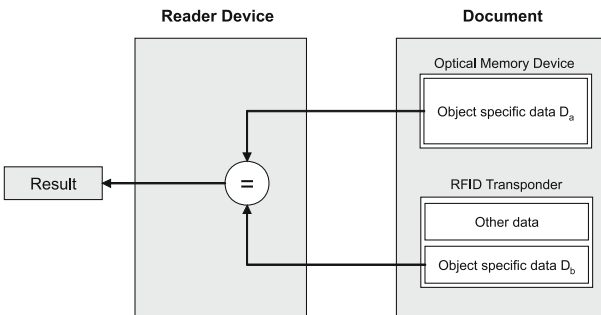 Reader Device
Document
Optical Memory Device
Object specific data Da
=
Result
RFID Transponder
Other data
Object specific data Db